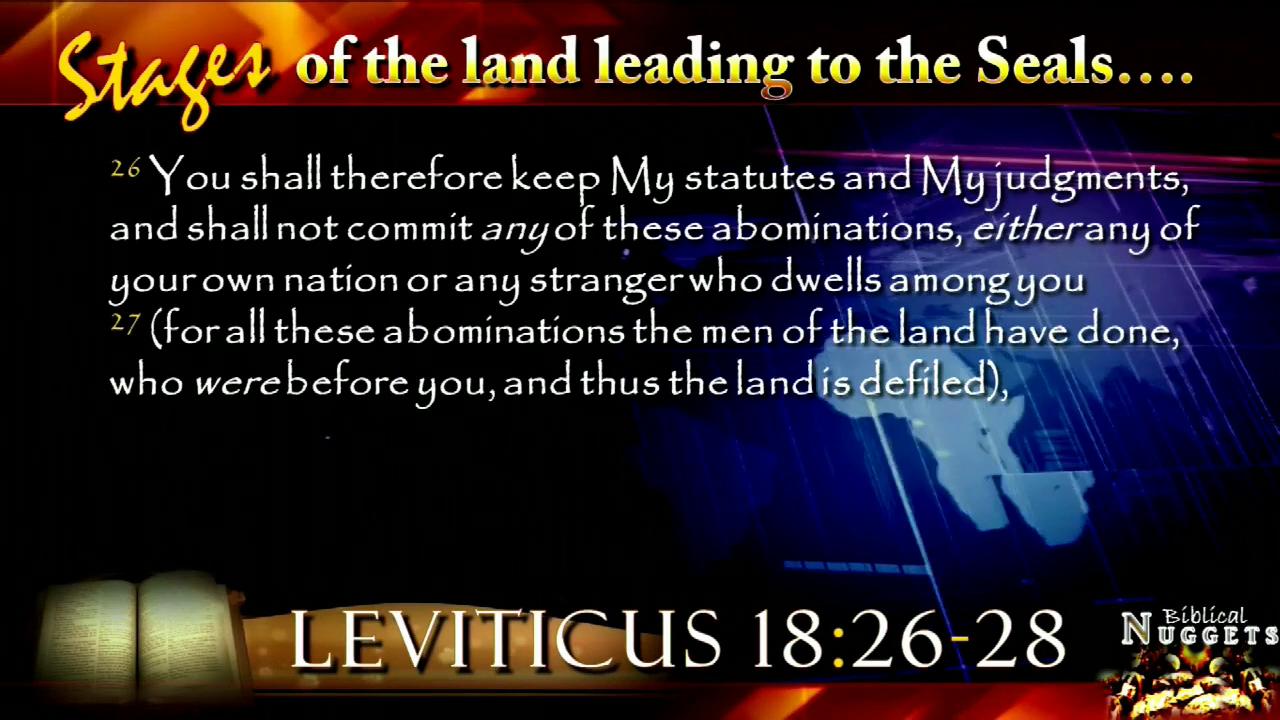 Stages of the land leading to the Seals....
26 You shall therefore keep My statutes and My judgments,
and shall not commit any of these abominations, either any of
your own nation or any stranger who dwells among you
27 (for all these abominations the men of the land have done,
who were before you, and thus the land is defiled),
LEVITICUS 18:26-28
Biblical
NUGGETS